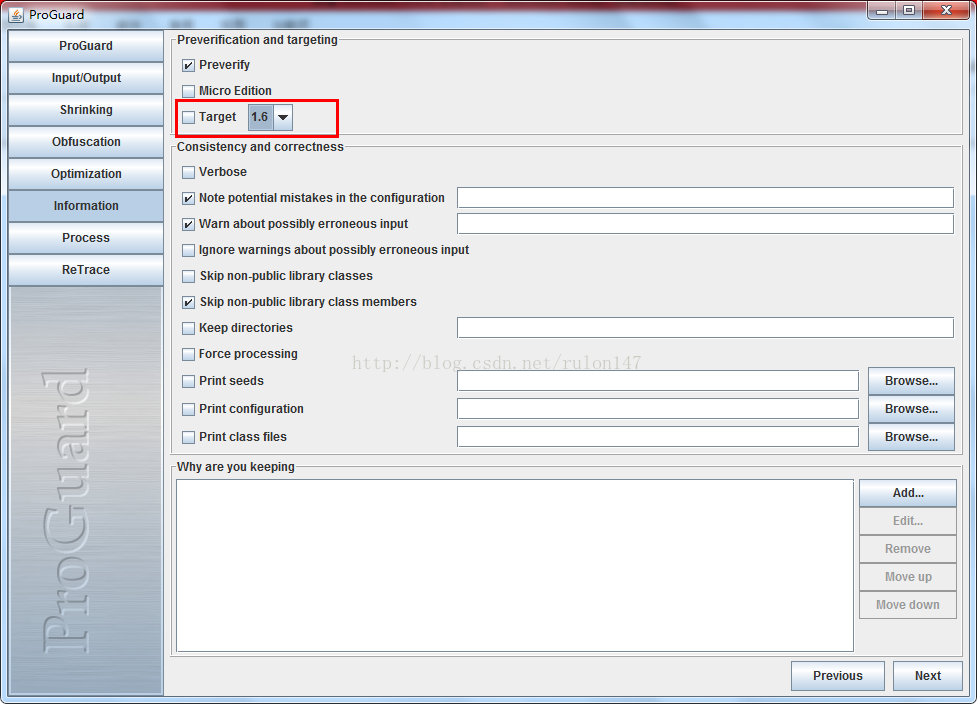 ProGuard
ProGuard
Input/Output
Shrinking
Obfuscation
Optimization
Information
Process
ReTrace
ProGuard
Preverification and targeting
Preverify
Micro Edition
Target 1.6
Consistency and correctness
Verbose
Note potential mistakes in the configuration
Warn about possibly erroneous input
Ignore warnings about possibly erroneous input
Skip non-public library classes
Skip non-public library class members
Keep directories
Force processing
http://blog.csdn.net/rulon147
Print seeds Browse...
Print configuration Browse...
Print class files Browse...
Why are you keeping
Add...
Edit...
Remove
Move up
Move down
Previous Next